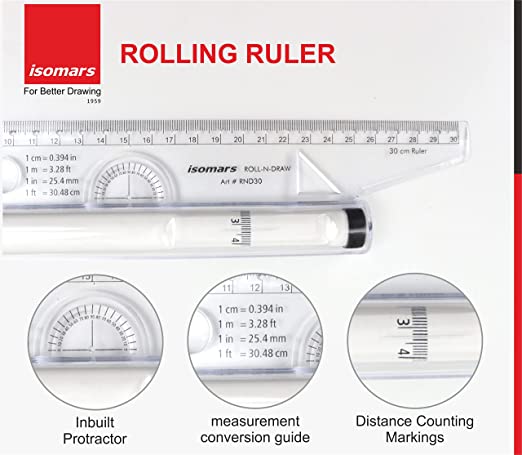 isomars
For Better Drawing
1959
ROLLING RULER
10 11 12 13 14 15 16 17 18 19 20 21 22 23 24 25 26 27 28 29 30
30 cm Ruler
1 cm = 0.394 in
1 m = 3.28 ft
1 in = 25.4 mm
1 ft = 30.48 cm
isomars ROLL-N-DRAW
Art # RND30
3
4
11 12 13
1 cm = 0.394 in
1 m = 3.28 ft
1 in = 25.4 mm
1 ft = 30.48 cm
3
4
Inbuilt
Protractor
measurement
conversion guide
Distance Counting
Markings